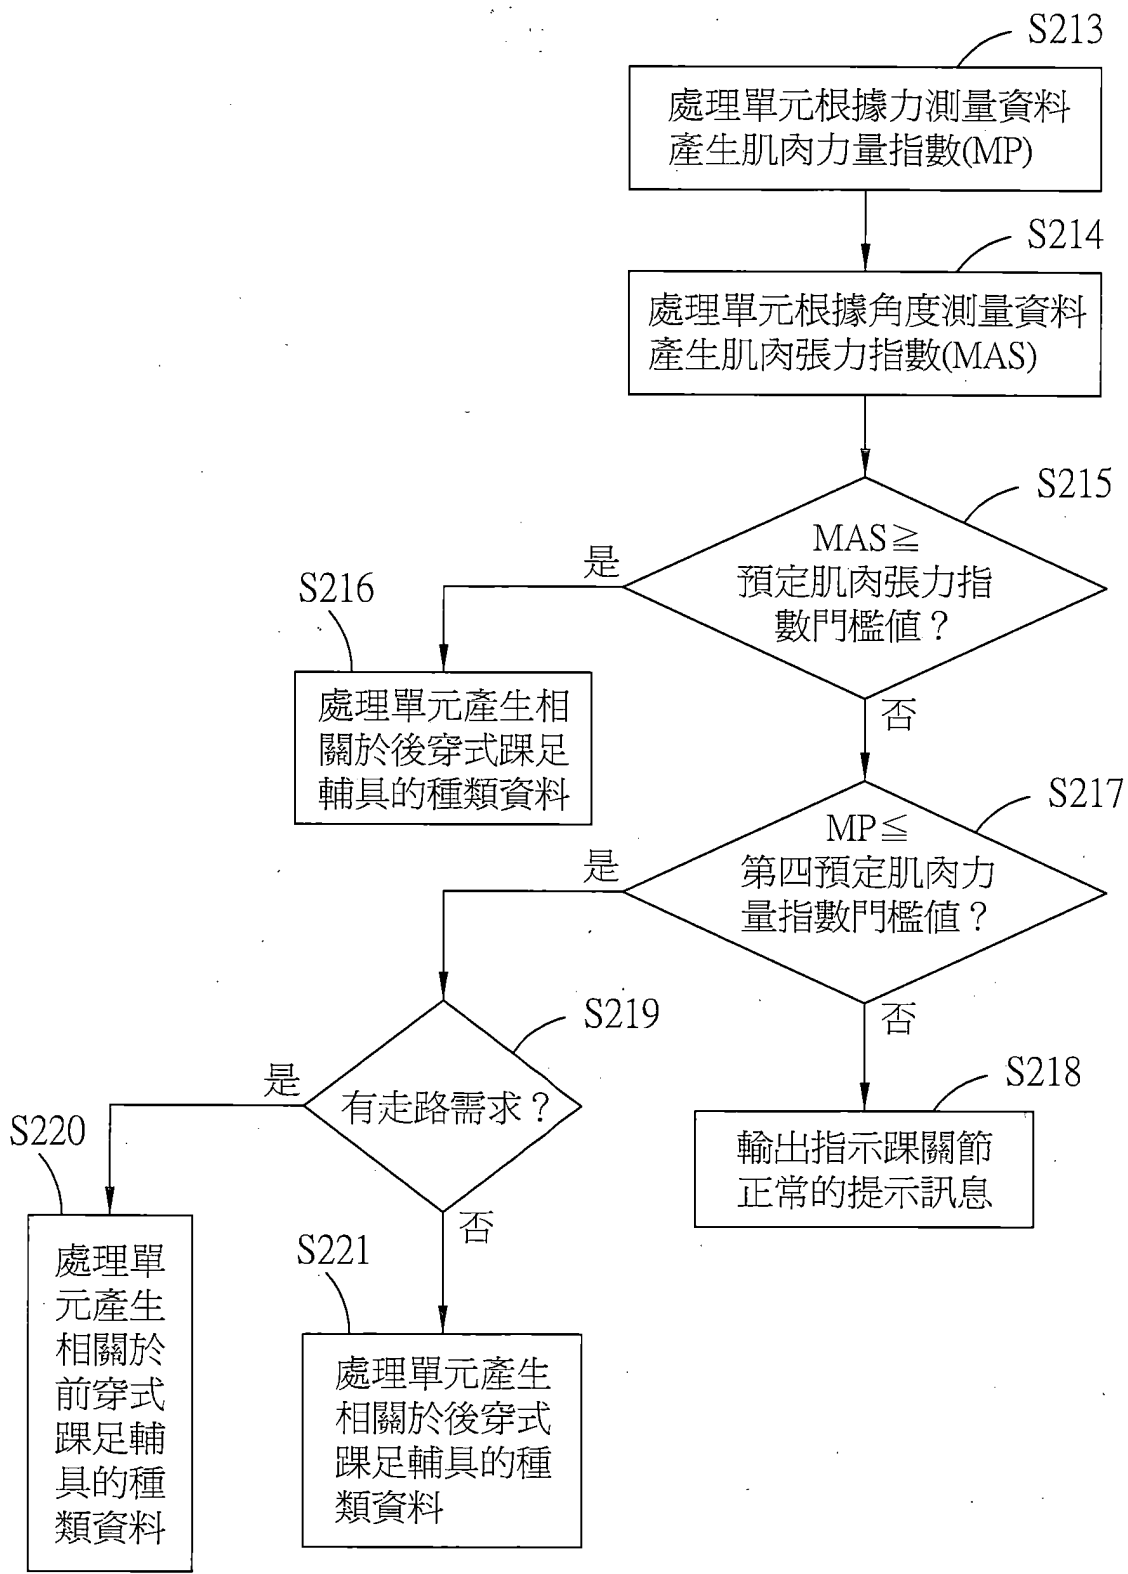 S213
處理單元根據力測量資料
產生肌肉力量指數(MP)
S214
處理單元根據角度測量資料
產生肌肉張力指數(MAS)
S215
MAS≧
預定肌肉張力指
數門檻值？
是
否
S216
處理單元產生相
關於後穿式踝足
輔具的種類資料
S217
MP≦
第四預定肌肉力
量指數門檻值？
是
否
S219
有走路需求？
是
否
S218
輸出指示踝關節
正常的提示訊息
S220
處理單
元產生
相關於
前穿式
踝足輔
具的種
類資料
S221
處理單元產生
相關於後穿式
踝足輔具的種
類資料